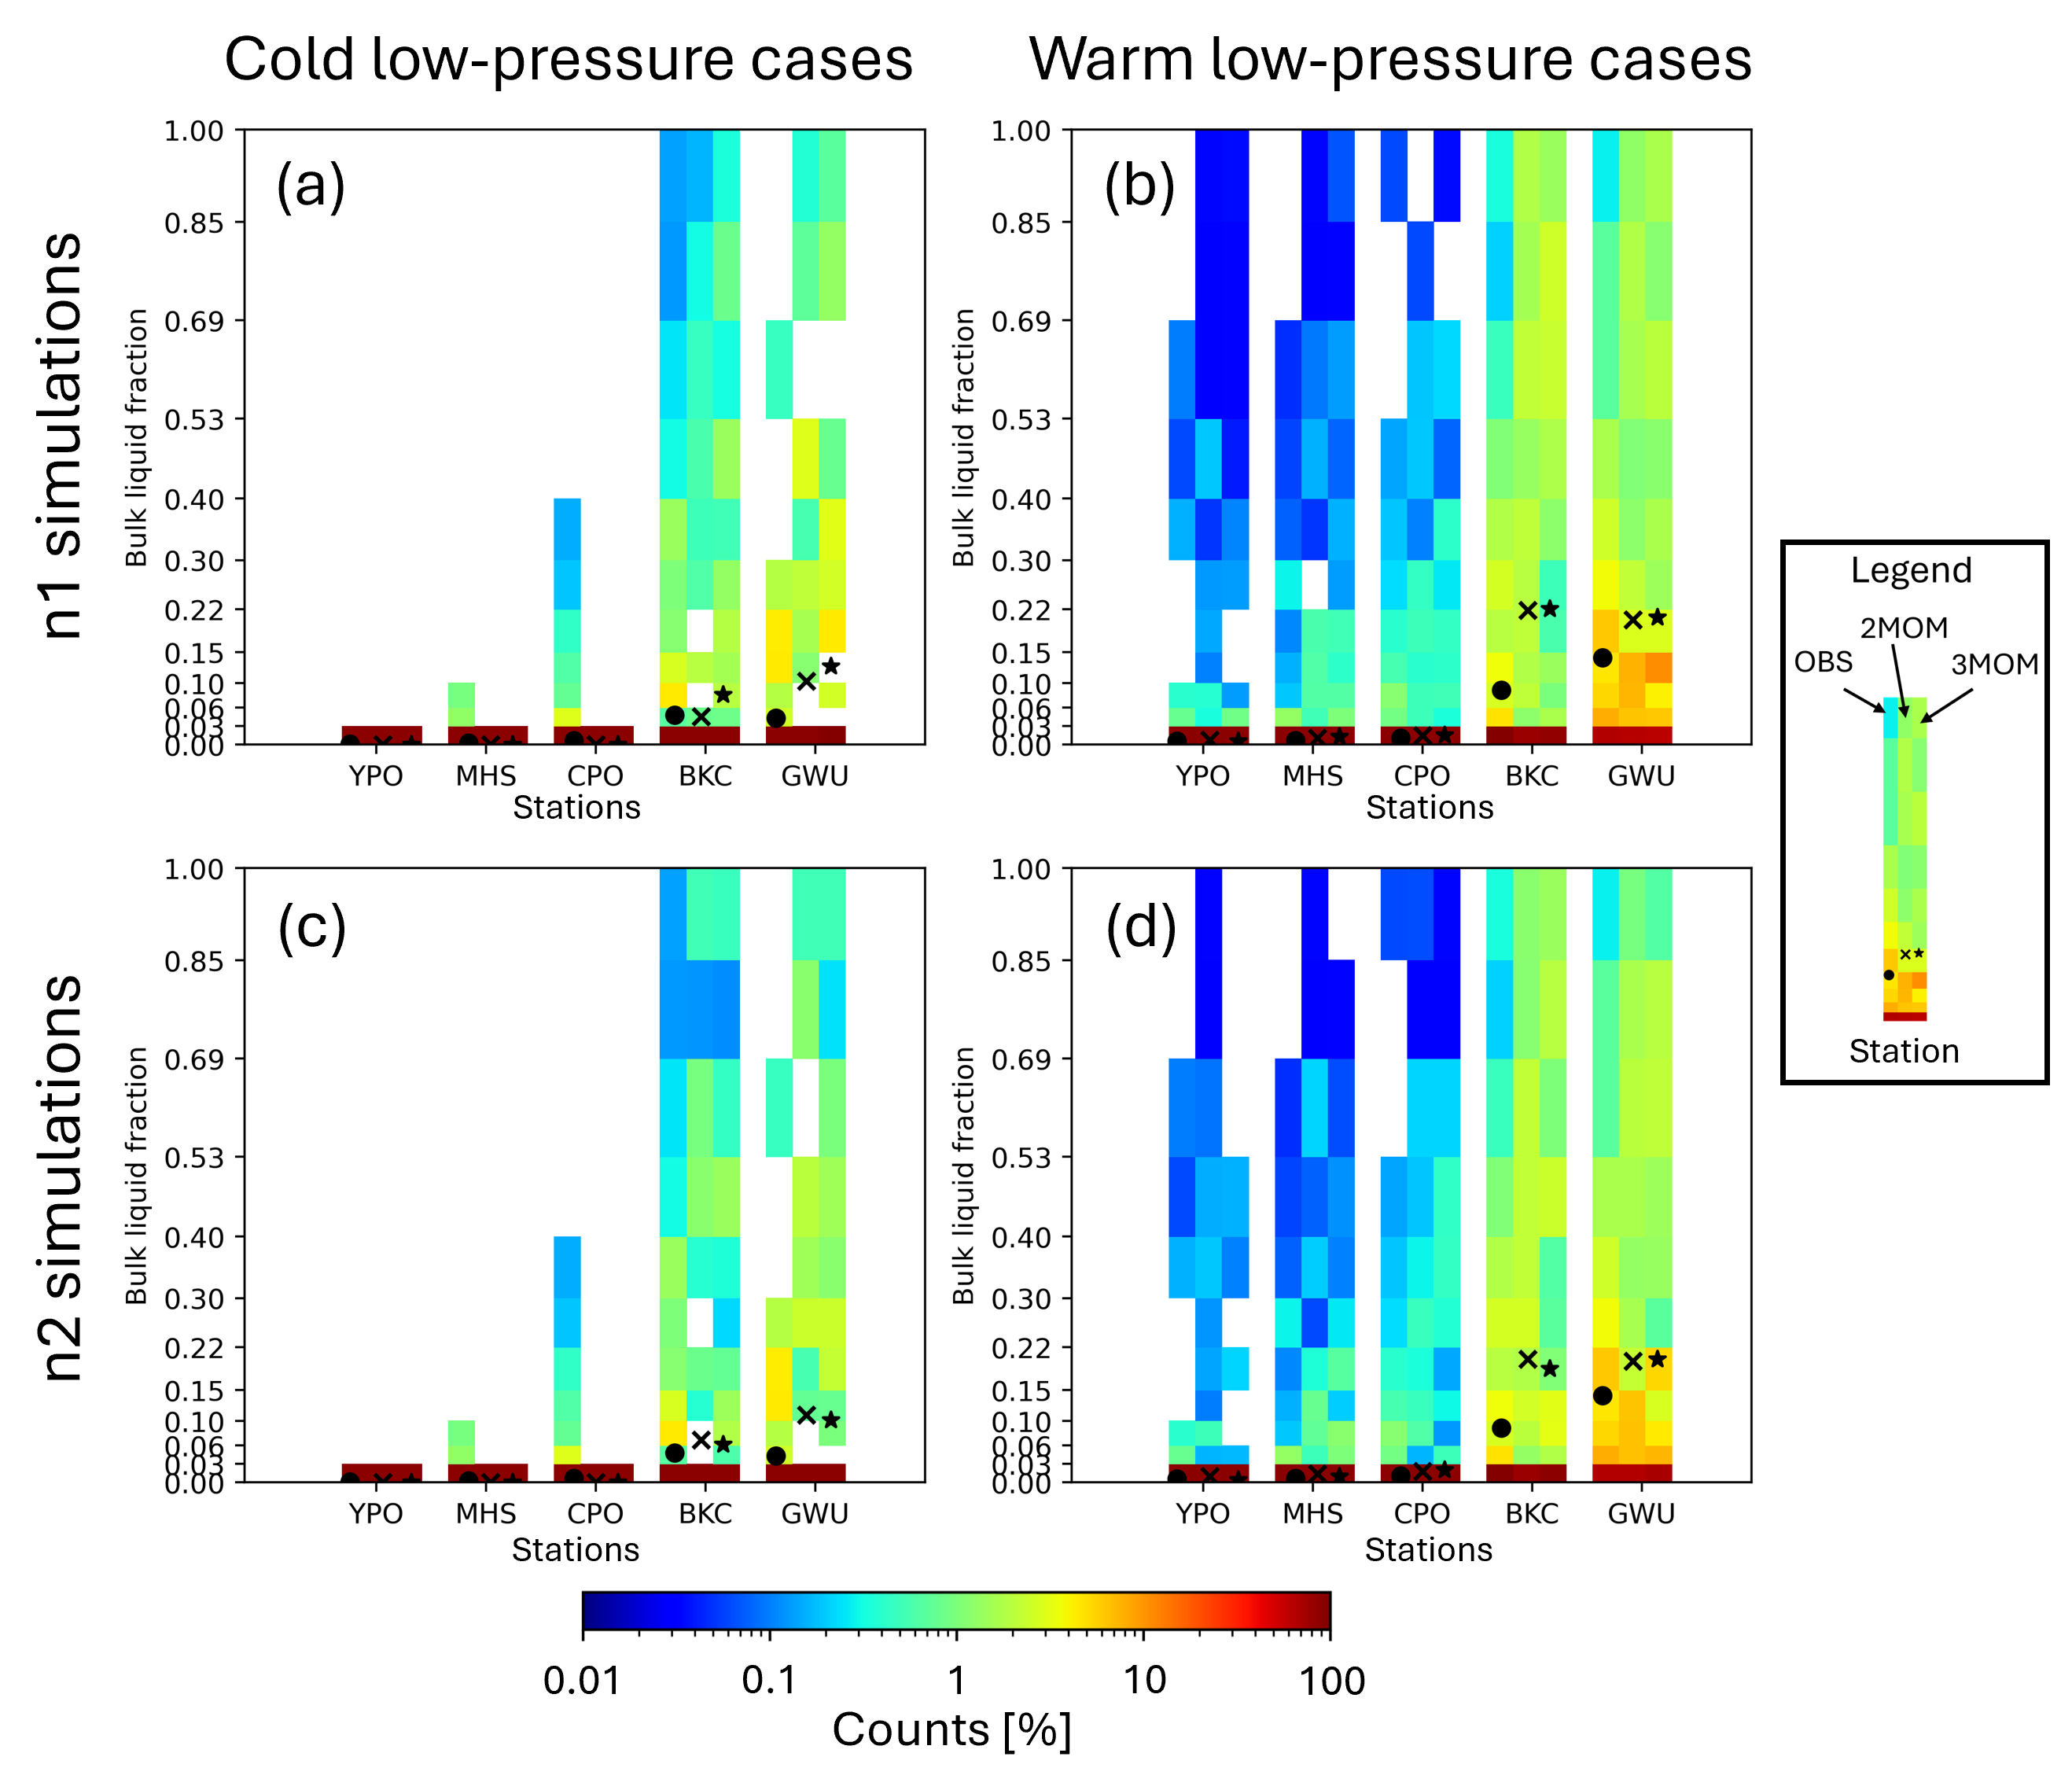 Cold low-pressure cases
Warm low-pressure cases
n1 simulations
(a)
Bulk liquid fraction
1.00
0.85
0.69
0.53
0.40
0.30
0.22
0.15
0.10
0.06
0.03
0.00
YPO MHS CPO BKC GWU
Stations
(b)
Bulk liquid fraction
1.00
0.85
0.69
0.53
0.40
0.30
0.22
0.15
0.10
0.06
0.03
0.00
YPO MHS CPO BKC GWU
Stations
Legend
2MOM
OBS
3MOM
Station
n2 simulations
(c)
Bulk liquid fraction
1.00
0.85
0.69
0.53
0.40
0.30
0.22
0.15
0.10
0.06
0.03
0.00
YPO MHS CPO BKC GWU
Stations
(d)
Bulk liquid fraction
1.00
0.85
0.69
0.53
0.40
0.30
0.22
0.15
0.10
0.06
0.03
0.00
YPO MHS CPO BKC GWU
Stations
0.01 0.1 1 10 100
Counts [%]